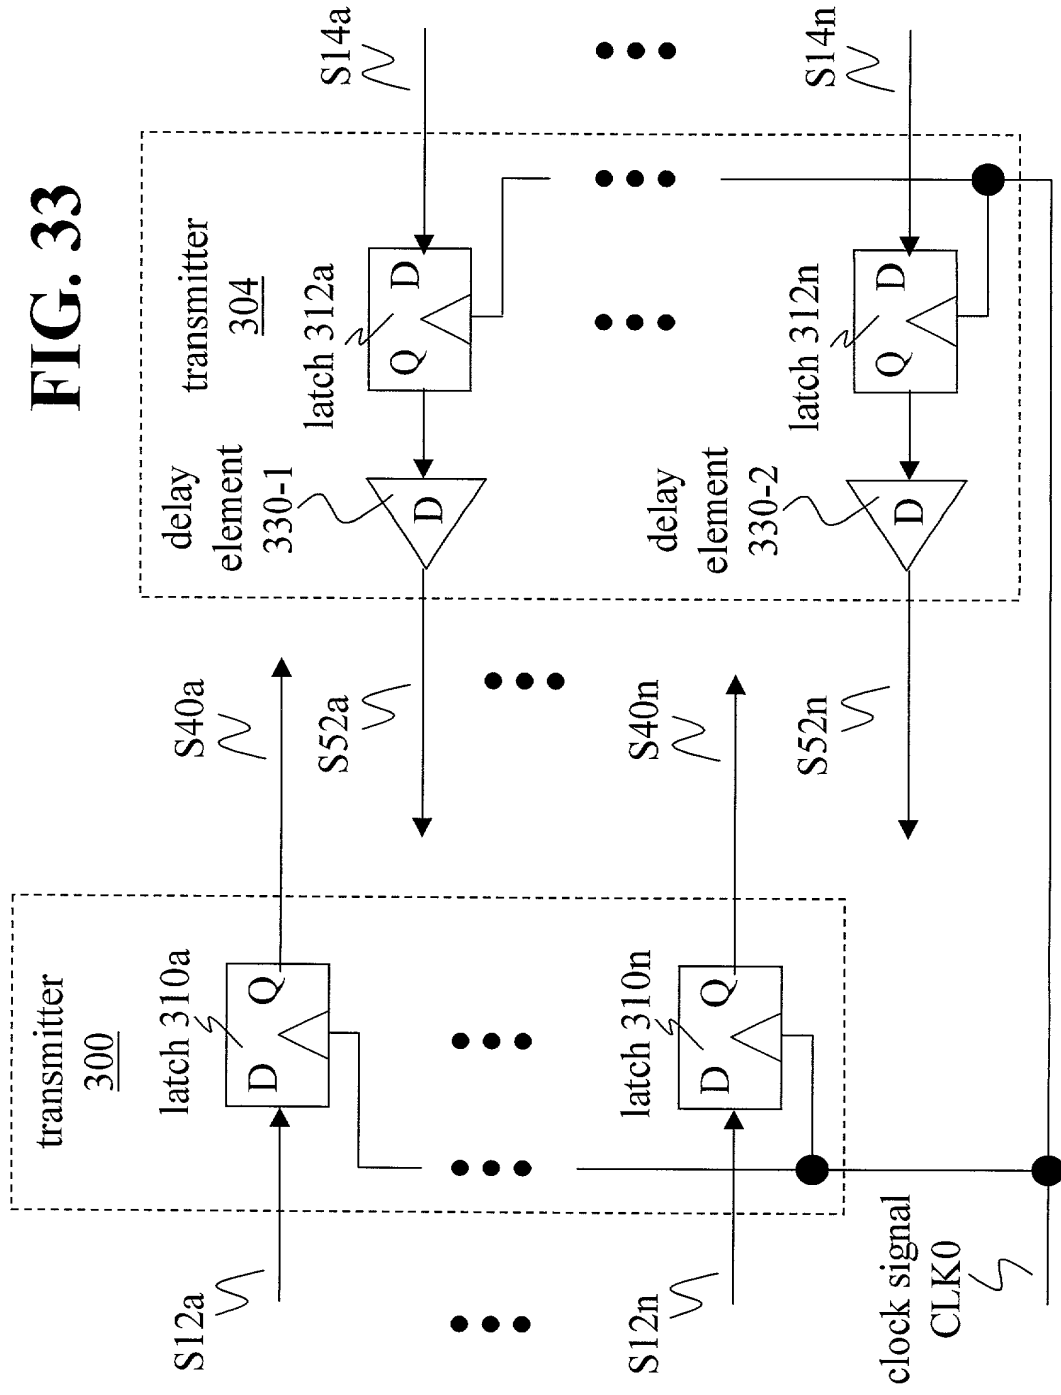 FIG. 33
transmitter
300
latch 310a
D
Q
S12a
S40a
latch 310n
D
Q
S12n
S40n
clock signal
CLK0
transmitter
304
delay
element
330-1
D
latch 312a
Q
D
S14a
S52a
delay
element
330-2
D
latch 312n
Q
D
S14n
S52n